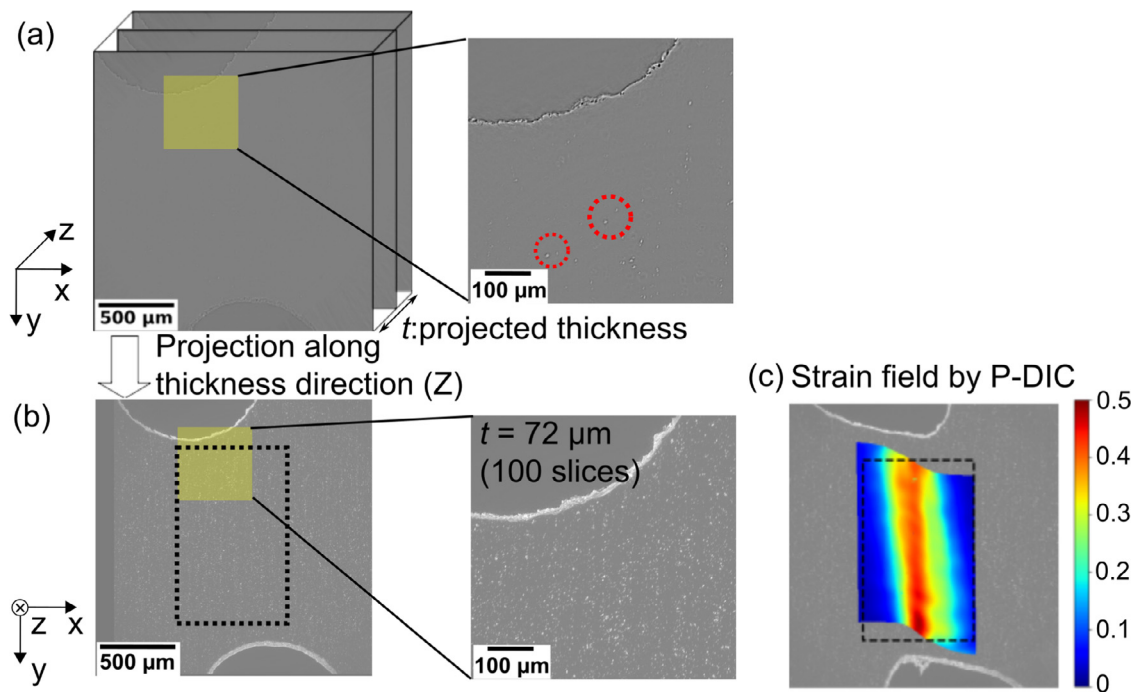 (a)
z
x
y
500 µm
100 µm
t:projected thickness
Projection along
thickness direction (Z)
(b)
t = 72 µm
(100 slices)
z
x
y
500 µm
100 µm
(c) Strain field by P-DIC
0.5
0.4
0.3
0.2
0.1
0